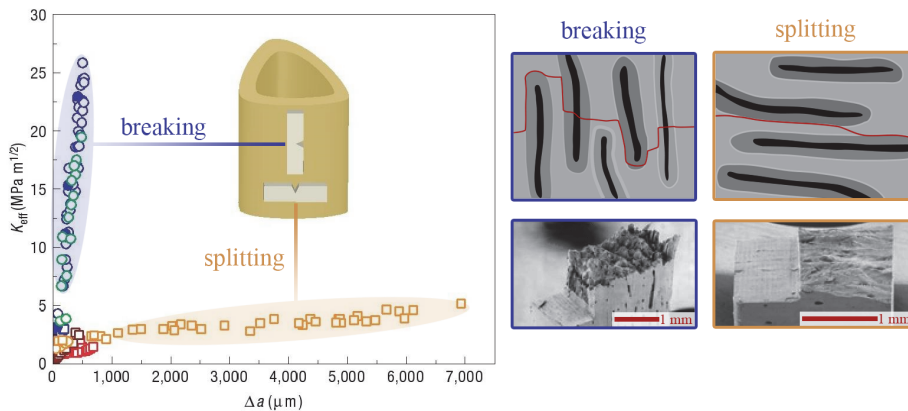 30
25
20
15
10
5
0
K_eff (MPa m^1/2)
0
1,000
2,000
3,000
4,000
5,000
6,000
7,000
Δa (μm)
breaking
splitting
breaking
splitting
1 mm
1 mm